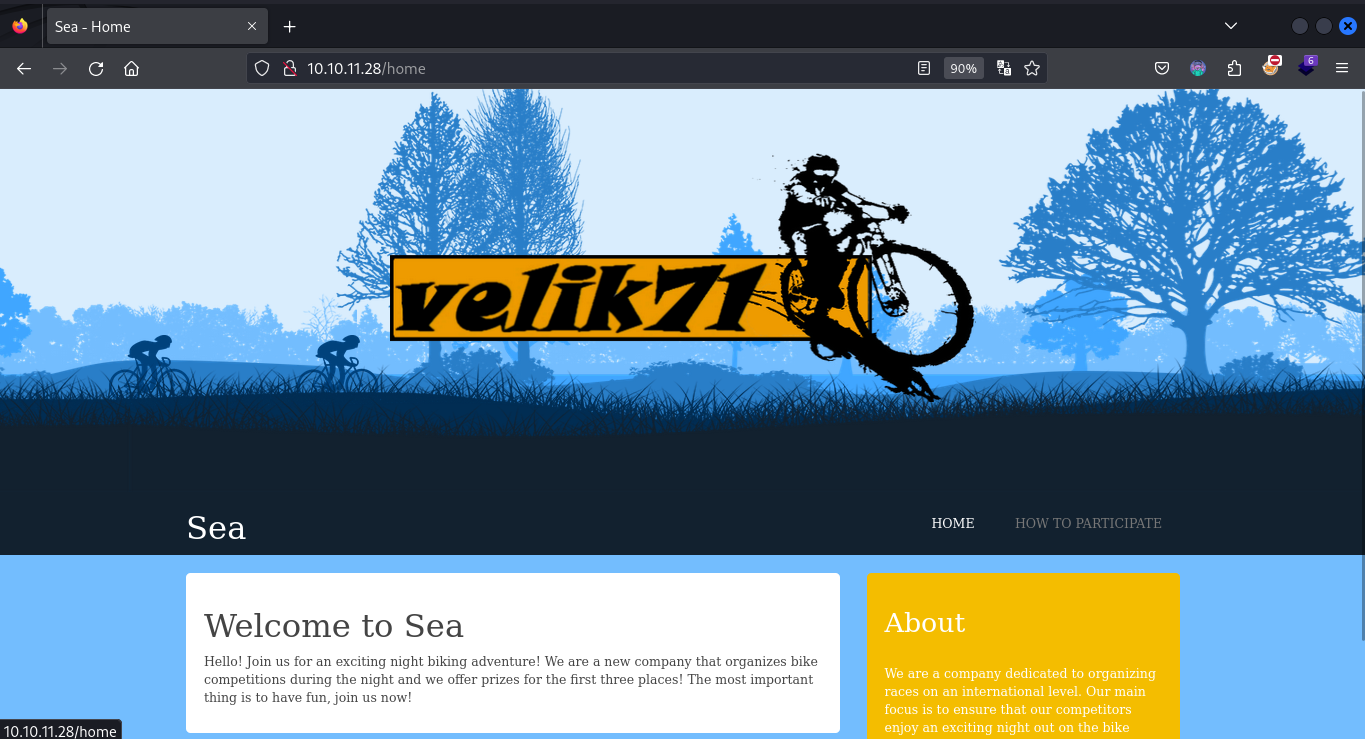 Sea - Home
10.10.11.28/home
90%
6
velik71
Sea
HOME
HOW TO PARTICIPATE
Welcome to Sea
Hello! Join us for an exciting night biking adventure! We are a new company that organizes bike
competitions during the night and we offer prizes for the first three places! The most important
thing is to have fun, join us now!
About
We are a company dedicated to organizing
races on an international level. Our main
focus is to ensure that our competitors
enjoy an exciting night out on the bike
10.10.11.28/home